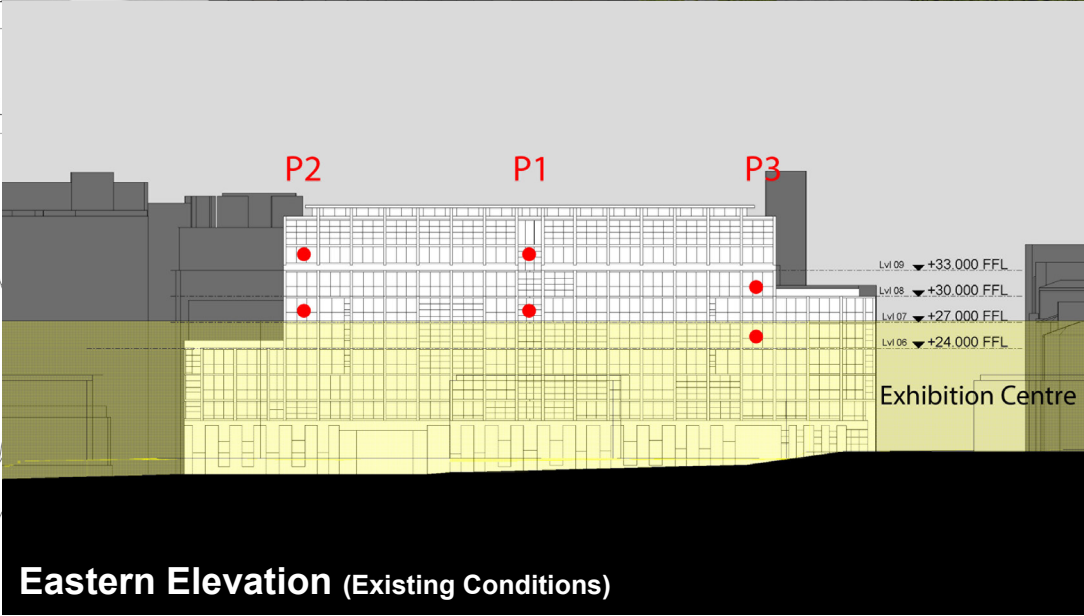 P2 P1 P3
Lvl 09 +33.000 FFL
Lvl 08 +30.000 FFL
Lvl 07 +27.000 FFL
Lvl 06 +24.000 FFL
Exhibition Centre
Eastern Elevation (Existing Conditions)